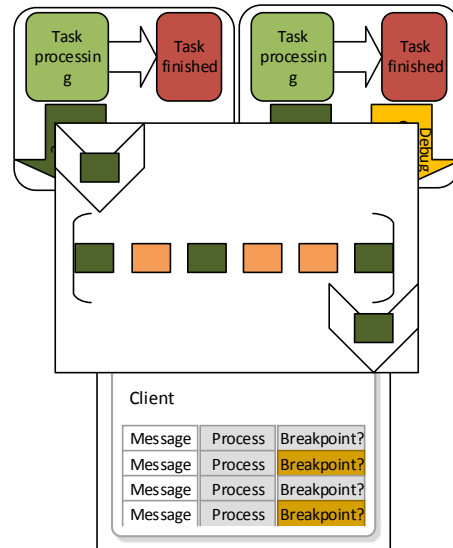 Task
processin
g
Task
finished
Task
processin
g
Task
finished
Debug
Client
Message Process Breakpoint?
Message Process Breakpoint?
Message Process Breakpoint?
Message Process Breakpoint?